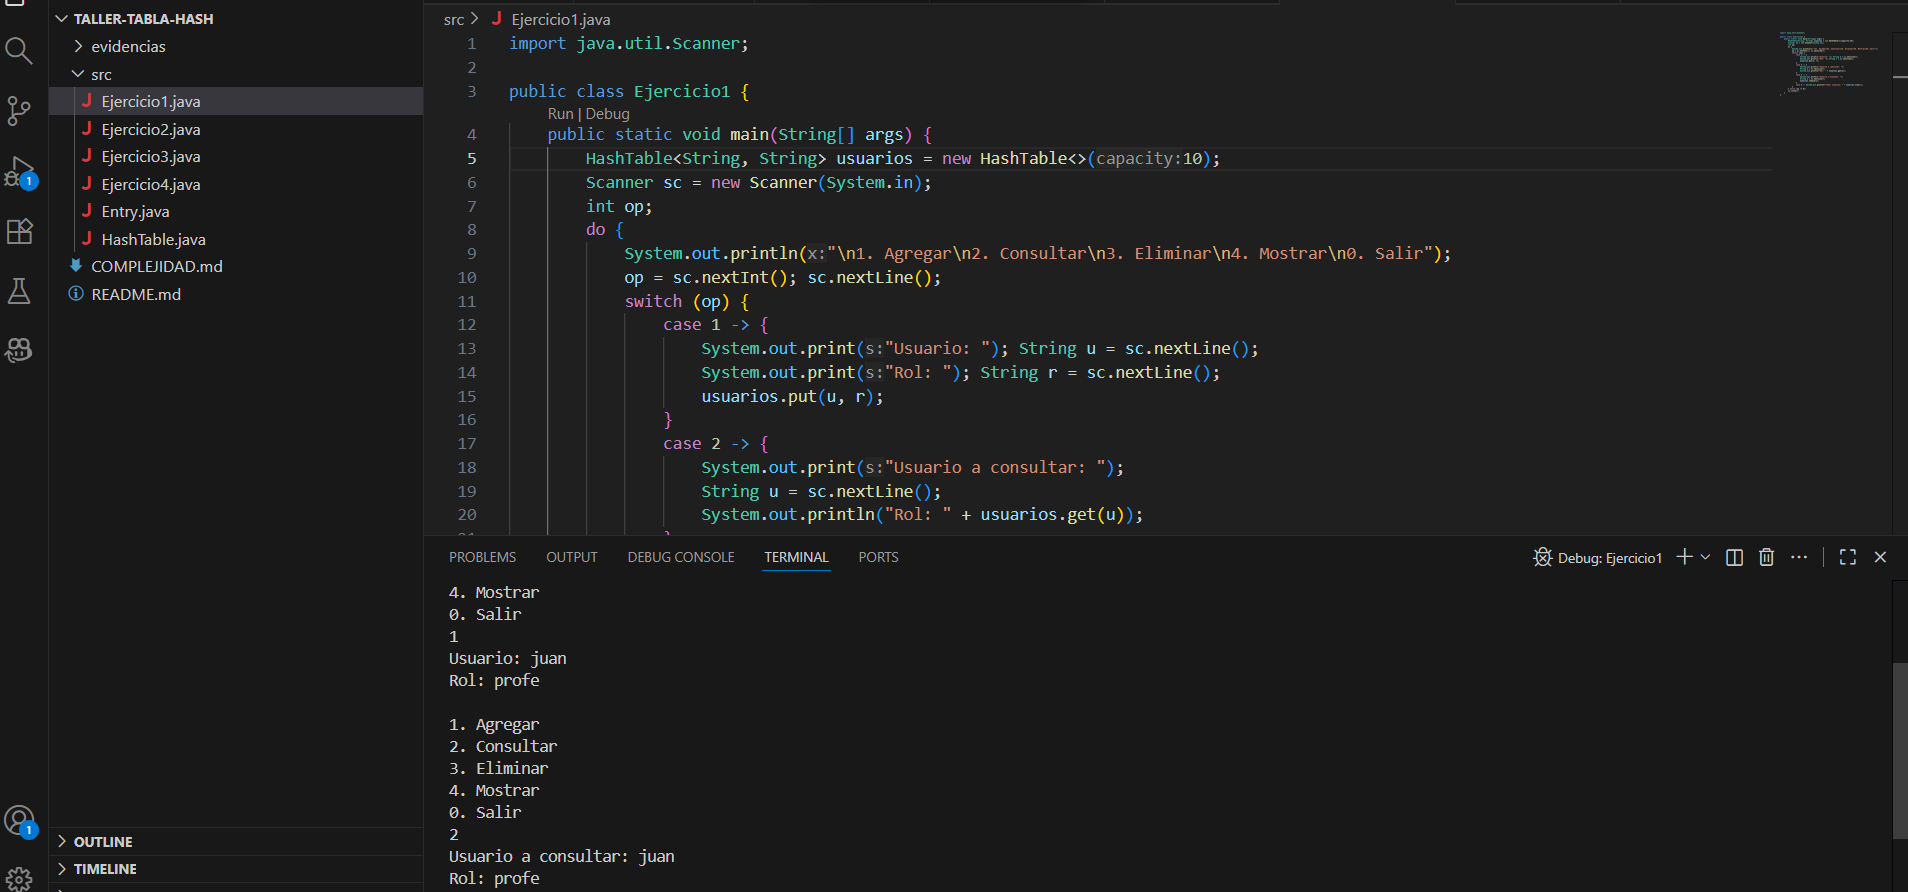 TALLER-TABLA-HASH
evidencias
src
Ejercicio1.java
Ejercicio2.java
Ejercicio3.java
Ejercicio4.java
Entry.java
HashTable.java
COMPLEJIDAD.md
README.md
OUTLINE
TIMELINE
1
1
src > Ejercicio1.java
1 import java.util.Scanner;
2
3 public class Ejercicio1 {
Run | Debug
4 public static void main(String[] args) {
5 HashTable<String, String> usuarios = new HashTable<>(capacity:10);
6 Scanner sc = new Scanner(System.in);
7 int op;
8 do {
9 System.out.println(x:"\n1. Agregar\n2. Consultar\n3. Eliminar\n4. Mostrar\n0. Salir");
10 op = sc.nextInt(); sc.nextLine();
11 switch (op) {
12 case 1 -> {
13 System.out.print(s:"Usuario: "); String u = sc.nextLine();
14 System.out.print(s:"Rol: "); String r = sc.nextLine();
15 usuarios.put(u, r);
16 }
17 case 2 -> {
18 System.out.print(s:"Usuario a consultar: ");
19 String u = sc.nextLine();
20 System.out.println("Rol: " + usuarios.get(u));
PROBLEMS OUTPUT DEBUG CONSOLE TERMINAL PORTS
Debug: Ejercicio1
4. Mostrar
0. Salir
1
Usuario: juan
Rol: profe
1. Agregar
2. Consultar
3. Eliminar
4. Mostrar
0. Salir
2
Usuario a consultar: juan
Rol: profe